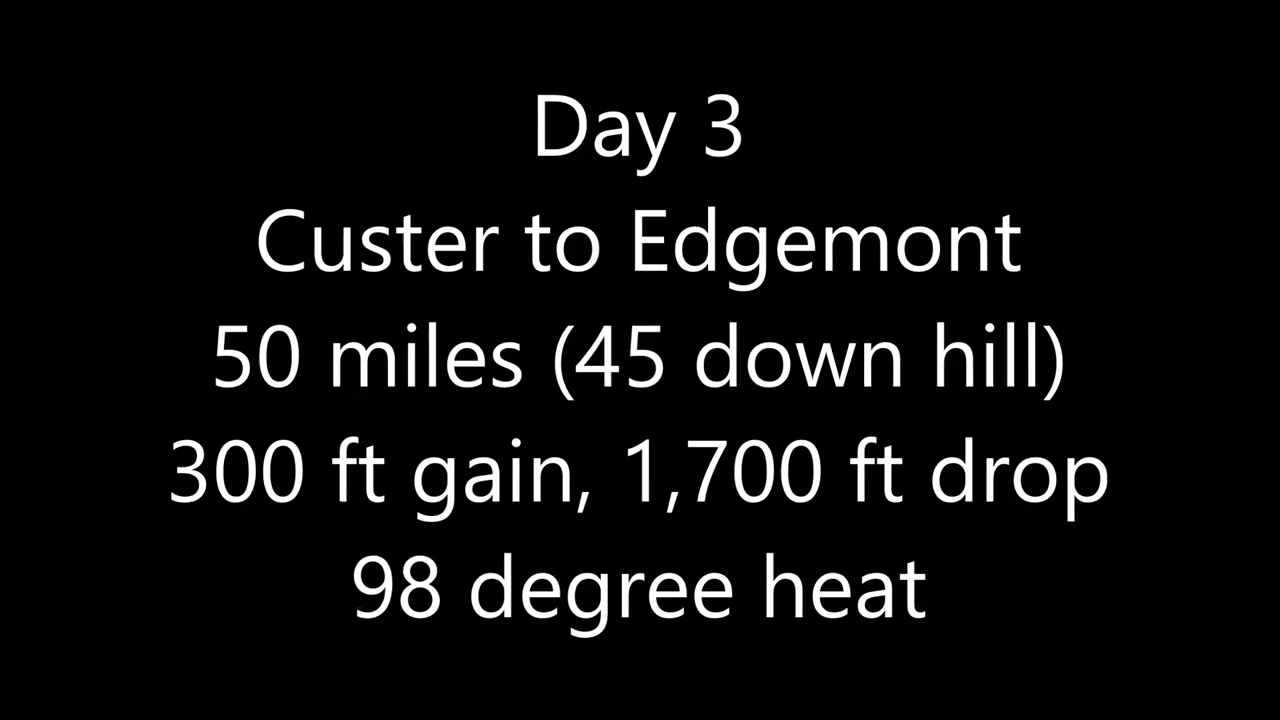 Day 3
Custer to Edgemont
50 miles (45 down hill)
300 ft gain, 1,700 ft drop
98 degree heat